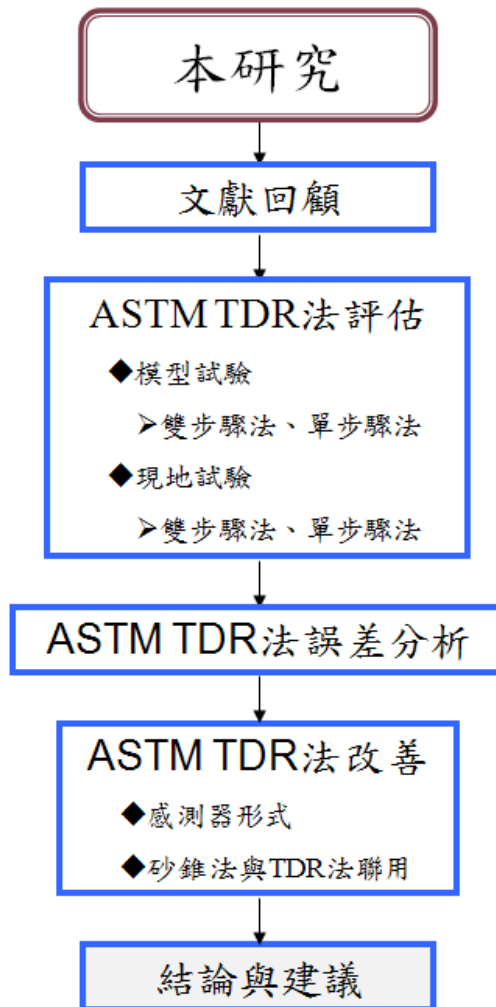 本研究
文獻回顧
ASTM TDR法評估
◆模型試驗
➢雙步驟法、單步驟法
◆現地試驗
➢雙步驟法、單步驟法
ASTM TDR法誤差分析
ASTM TDR法改善
◆感測器形式
◆砂錐法與TDR法聯用
結論與建議